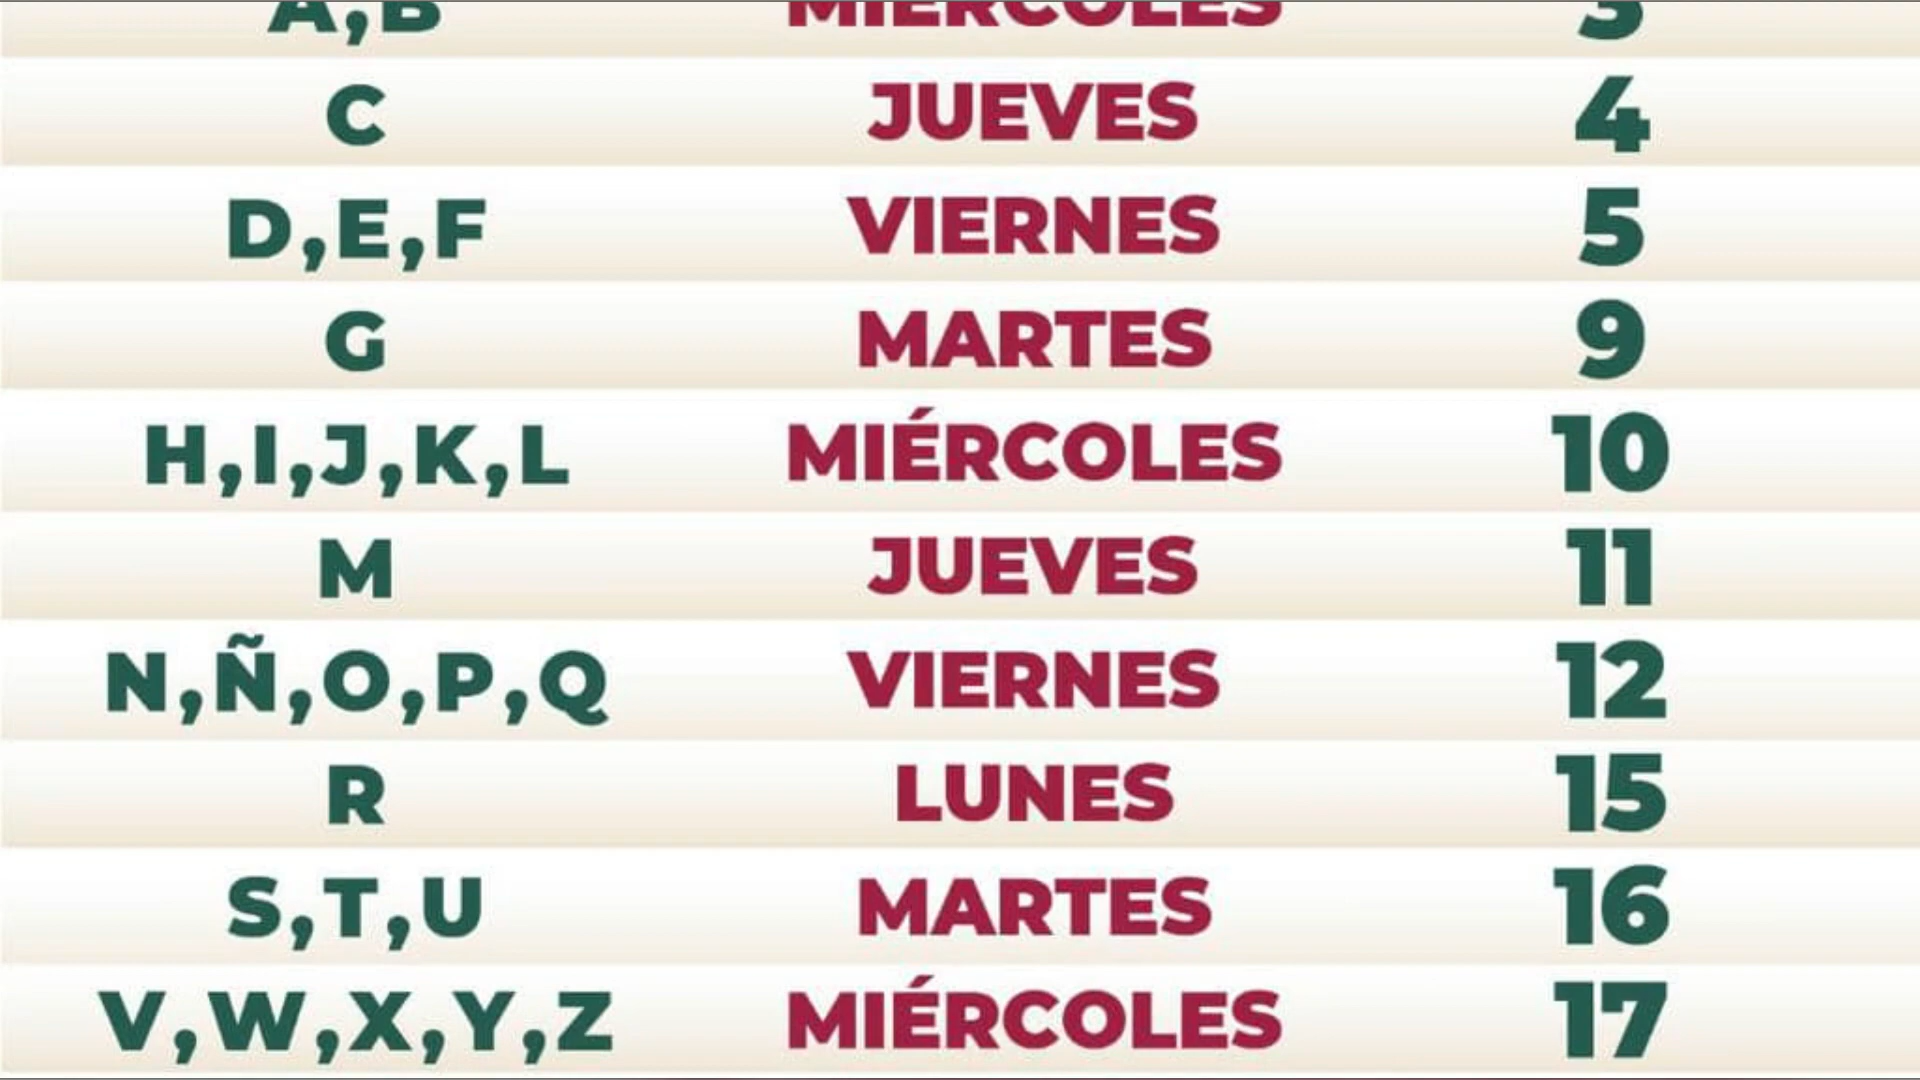 A,B MIÉRCOLES 3
C JUEVES 4
D,E,F VIERNES 5
G MARTES 9
H,I,J,K,L MIÉRCOLES 10
M JUEVES 11
N,Ñ,O,P,Q VIERNES 12
R LUNES 15
S,T,U MARTES 16
V,W,X,Y,Z MIÉRCOLES 17